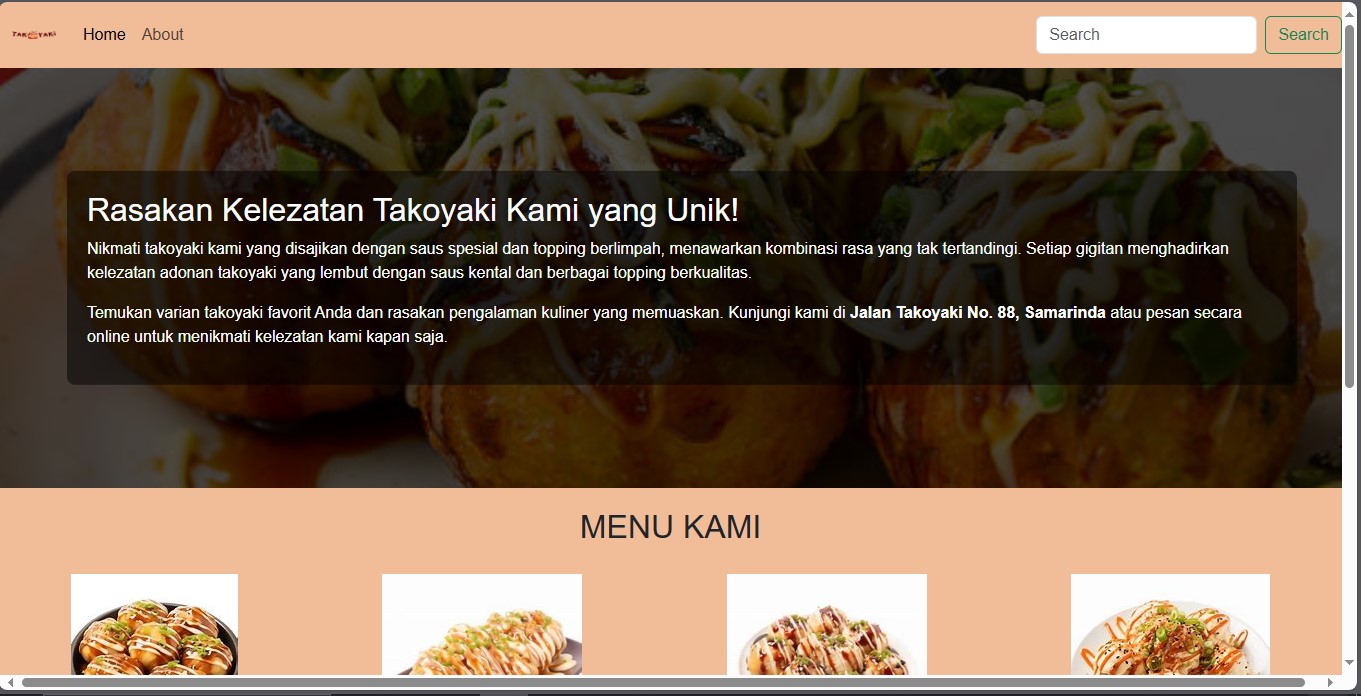 TAKOYAKI
Home
About
Search
Search
Rasakan Kelezatan Takoyaki Kami yang Unik!
Nikmati takoyaki kami yang disajikan dengan saus spesial dan topping berlimpah, menawarkan kombinasi rasa yang tak tertandingi. Setiap gigitan menghadirkan
kelezatan adonan takoyaki yang lembut dengan saus kental dan berbagai topping berkualitas.
Temukan varian takoyaki favorit Anda dan rasakan pengalaman kuliner yang memuaskan. Kunjungi kami di Jalan Takoyaki No. 88, Samarinda atau pesan secara
online untuk menikmati kelezatan kami kapan saja.
MENU KAMI